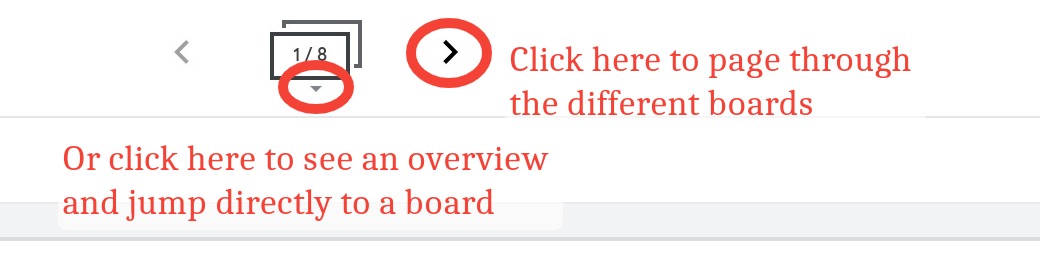 1/8
Click here to page through
the different boards
Or click here to see an overview
and jump directly to a board